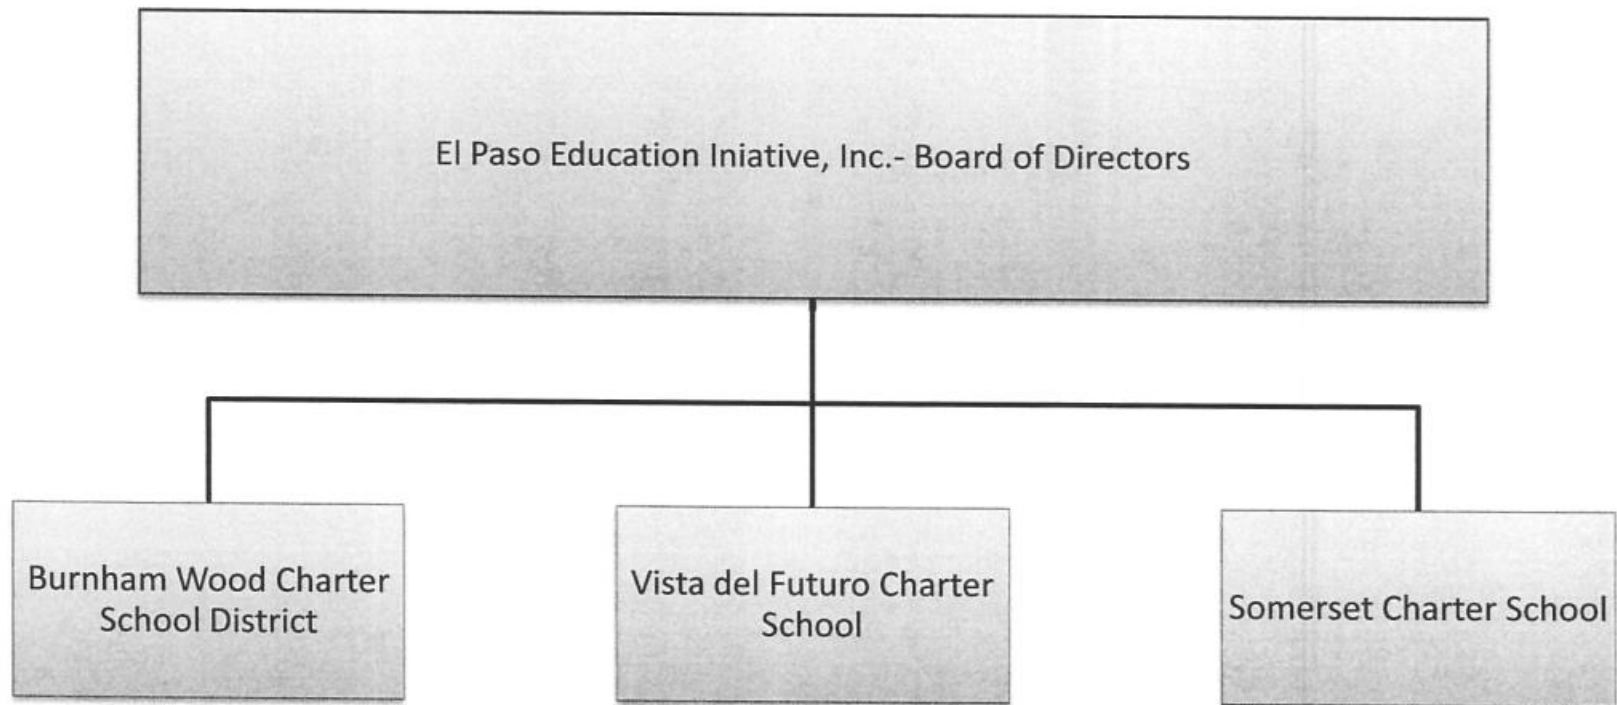 El Paso Education Iniative, Inc.- Board of Directors
Burnham Wood Charter
School District
Vista del Futuro Charter
School
Somerset Charter School